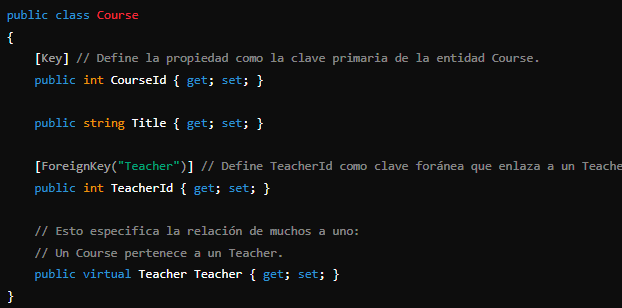 public class Course
{
[Key] // Define la propiedad como la clave primaria de la entidad Course.
public int CourseId { get; set; }
public string Title { get; set; }
[ForeignKey("Teacher")] // Define TeacherId como clave foránea que enlaza a un Teache
public int TeacherId { get; set; }
// Esto especifica la relación de muchos a uno:
// Un Course pertenece a un Teacher.
public virtual Teacher Teacher { get; set; }
}